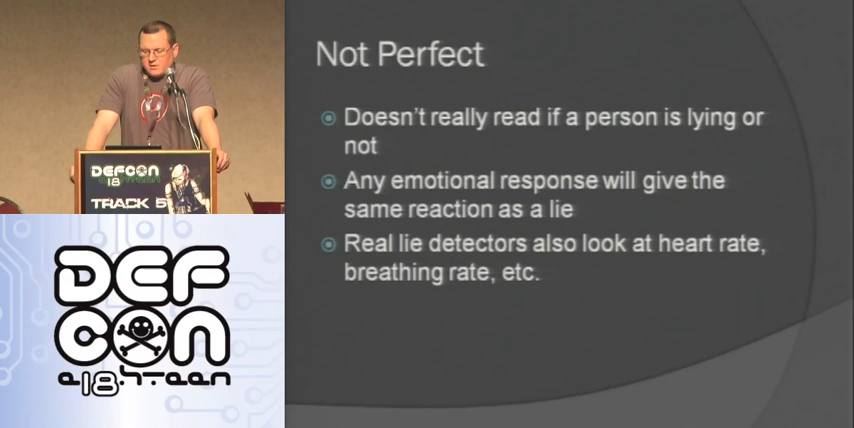 Not Perfect
Doesn't really read if a person is lying or
not
Any emotional response will give the
same reaction as a lie
Real lie detectors also look at heart rate,
breathing rate, etc.
DEFCON
18
TRACK 5
DEF
CON
e18hteen